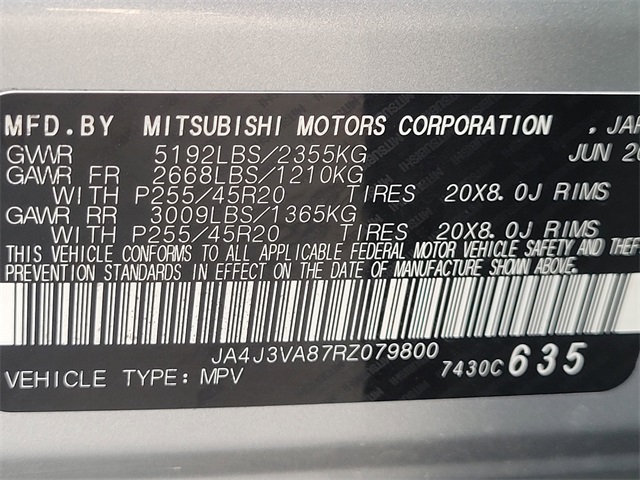 MFD.BY MITSUBISHI MOTORS CORPORATION
GVWR 5192LBS/2355KG JUN
GAWR FR 2668LBS/1210KG
WITH P255/45R20 TIRES 20X8.0J RIMS
GAWR RR 3009LBS/1365KG
WITH P255/45R20 TIRES 20X8.0J RIMS
THIS VEHICLE CONFORMS TO ALL APPLICABLE FEDERAL MOTOR VEHICLE SAFETY AND
PREVENTION STANDARDS IN EFFECT ON THE DATE OF MANUFACTURE SHOWN ABOVE.
JA4J3VA87RZ079800
VEHICLE TYPE: MPV 7430C 635